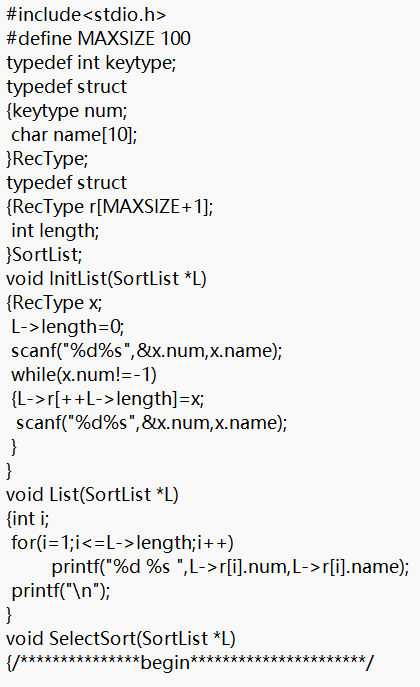 #include<stdio.h>
#define MAXSIZE 100
typedef int keytype;
typedef struct
{keytype num;
 char name[10];
}RecType;
typedef struct
{RecType r[MAXSIZE+1];
 int length;
}SortList;
void InitList(SortList *L)
{RecType x;
 L->length=0;
 scanf("%d%s",&x.num,x.name);
 while(x.num!=-1)
 {L->r[++L->length]=x;
  scanf("%d%s",&x.num,x.name);
 }
}
void List(SortList *L)
{int i;
 for(i=1;i<=L->length;i++)
       printf("%d %s ",L->r[i].num,L->r[i].name);
 printf("\n");
}
void SelectSort(SortList *L)
{/***************begin**********************/